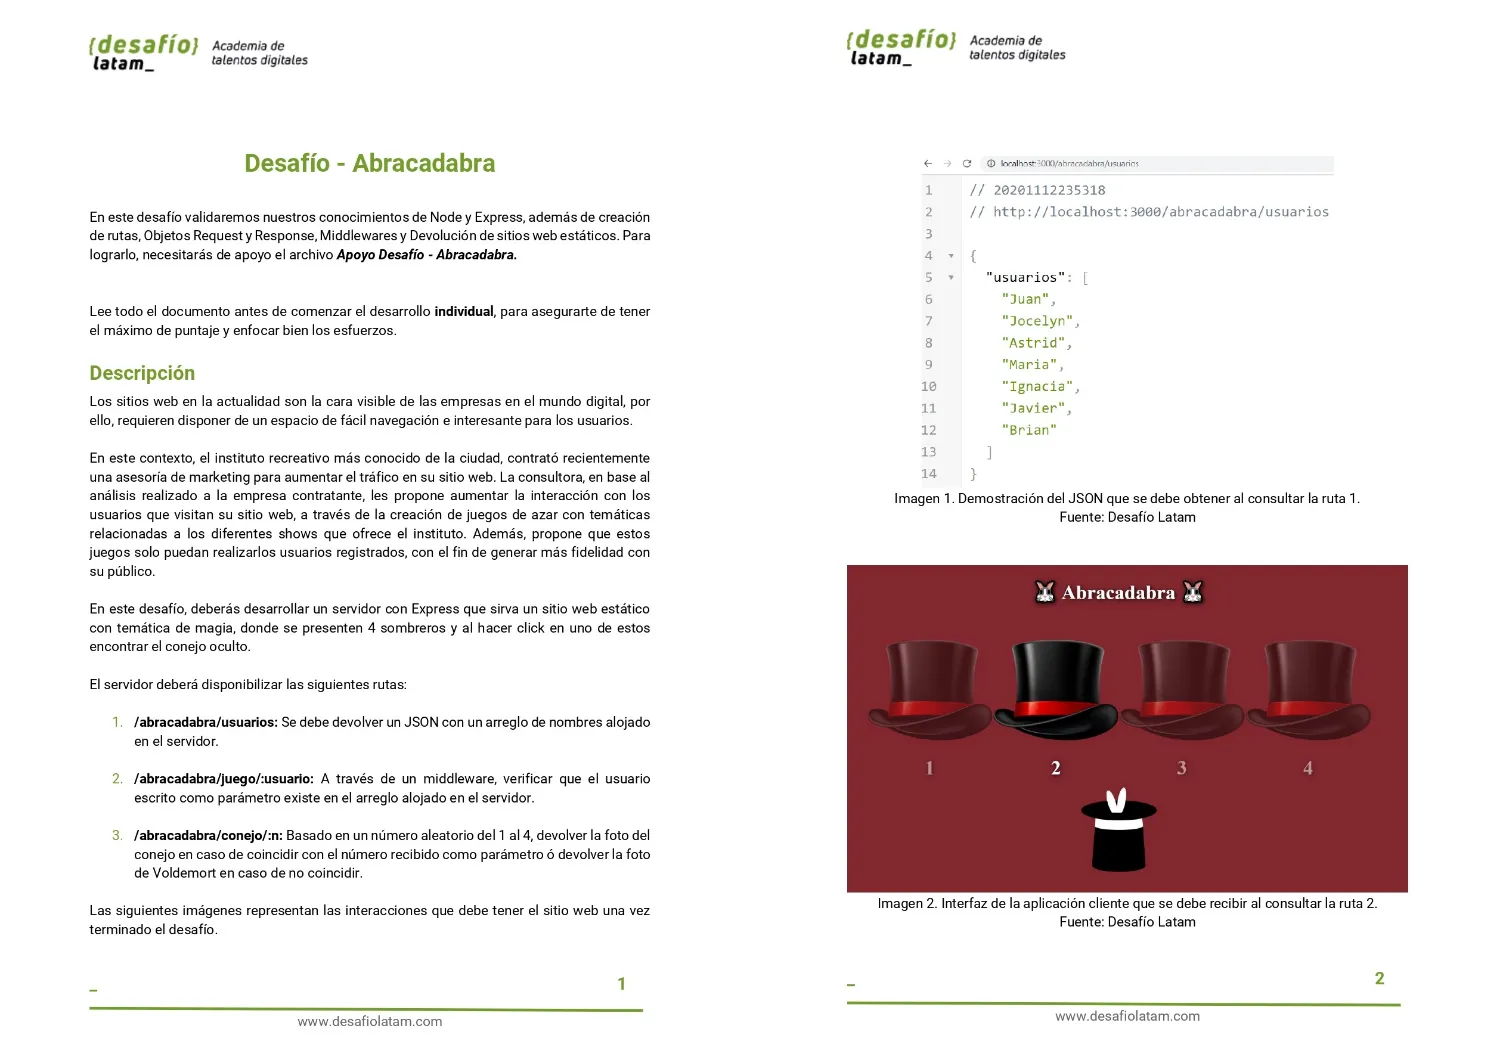 {desafío}
latam_
Academia de
talentos digitales
Desafío - Abracadabra
En este desafío validaremos nuestros conocimientos de Node y Express, además de creación
de rutas, Objetos Request y Response, Middlewares y Devolución de sitios web estáticos. Para
lograrlo, necesitarás de apoyo el archivo Apoyo Desafío - Abracadabra.
Lee todo el documento antes de comenzar el desarrollo individual, para asegurarte de tener
el máximo de puntaje y enfocar bien los esfuerzos.
Descripción
Los sitios web en la actualidad son la cara visible de las empresas en el mundo digital, por
ello, requieren disponer de un espacio de fácil navegación e interesante para los usuarios.
En este contexto, el instituto recreativo más conocido de la ciudad, contrató recientemente
una asesoría de marketing para aumentar el tráfico en su sitio web. La consultora, en base al
análisis realizado a la empresa contratante, les propone aumentar la interacción con los
usuarios que visitan su sitio web, a través de la creación de juegos de azar con temáticas
relacionadas a los diferentes shows que ofrece el instituto. Además, propone que estos
juegos solo puedan realizarlos usuarios registrados, con el fin de generar más fidelidad con
su público.
En este desafío, deberás desarrollar un servidor con Express que sirva un sitio web estático
con temática de magia, donde se presenten 4 sombreros y al hacer click en uno de estos
encontrar el conejo oculto.
El servidor deberá disponibilizar las siguientes rutas:
1. /abracadabra/usuarios: Se debe devolver un JSON con un arreglo de nombres alojado
en el servidor.
2. /abracadabra/juego/:usuario: A través de un middleware, verificar que el usuario
escrito como parámetro existe en el arreglo alojado en el servidor.
3. /abracadabra/conejo/:n: Basado en un número aleatorio del 1 al 4, devolver la foto del
conejo en caso de coincidir con el número recibido como parámetro ó devolver la foto
de Voldemort en caso de no coincidir.
Las siguientes imágenes representan las interacciones que debe tener el sitio web una vez
terminado el desafío.
_ 1
www.desafiolatam.com
{desafío}
latam_
Academia de
talentos digitales
localhost:3000/abracadabra/usuarios
1 // 20201112235318
2 // http://localhost:3000/abracadabra/usuarios
3
4 {
5 "usuarios": [
6 "Juan",
7 "Jocelyn",
8 "Astrid",
9 "Maria",
10 "Ignacia",
11 "Javier",
12 "Brian"
13 ]
14 }
Imagen 1. Demostración del JSON que se debe obtener al consultar la ruta 1.
Fuente: Desafío Latam
Abracadabra
1 2 3 4
Imagen 2. Interfaz de la aplicación cliente que se debe recibir al consultar la ruta 2.
Fuente: Desafío Latam
_ 2
www.desafiolatam.com